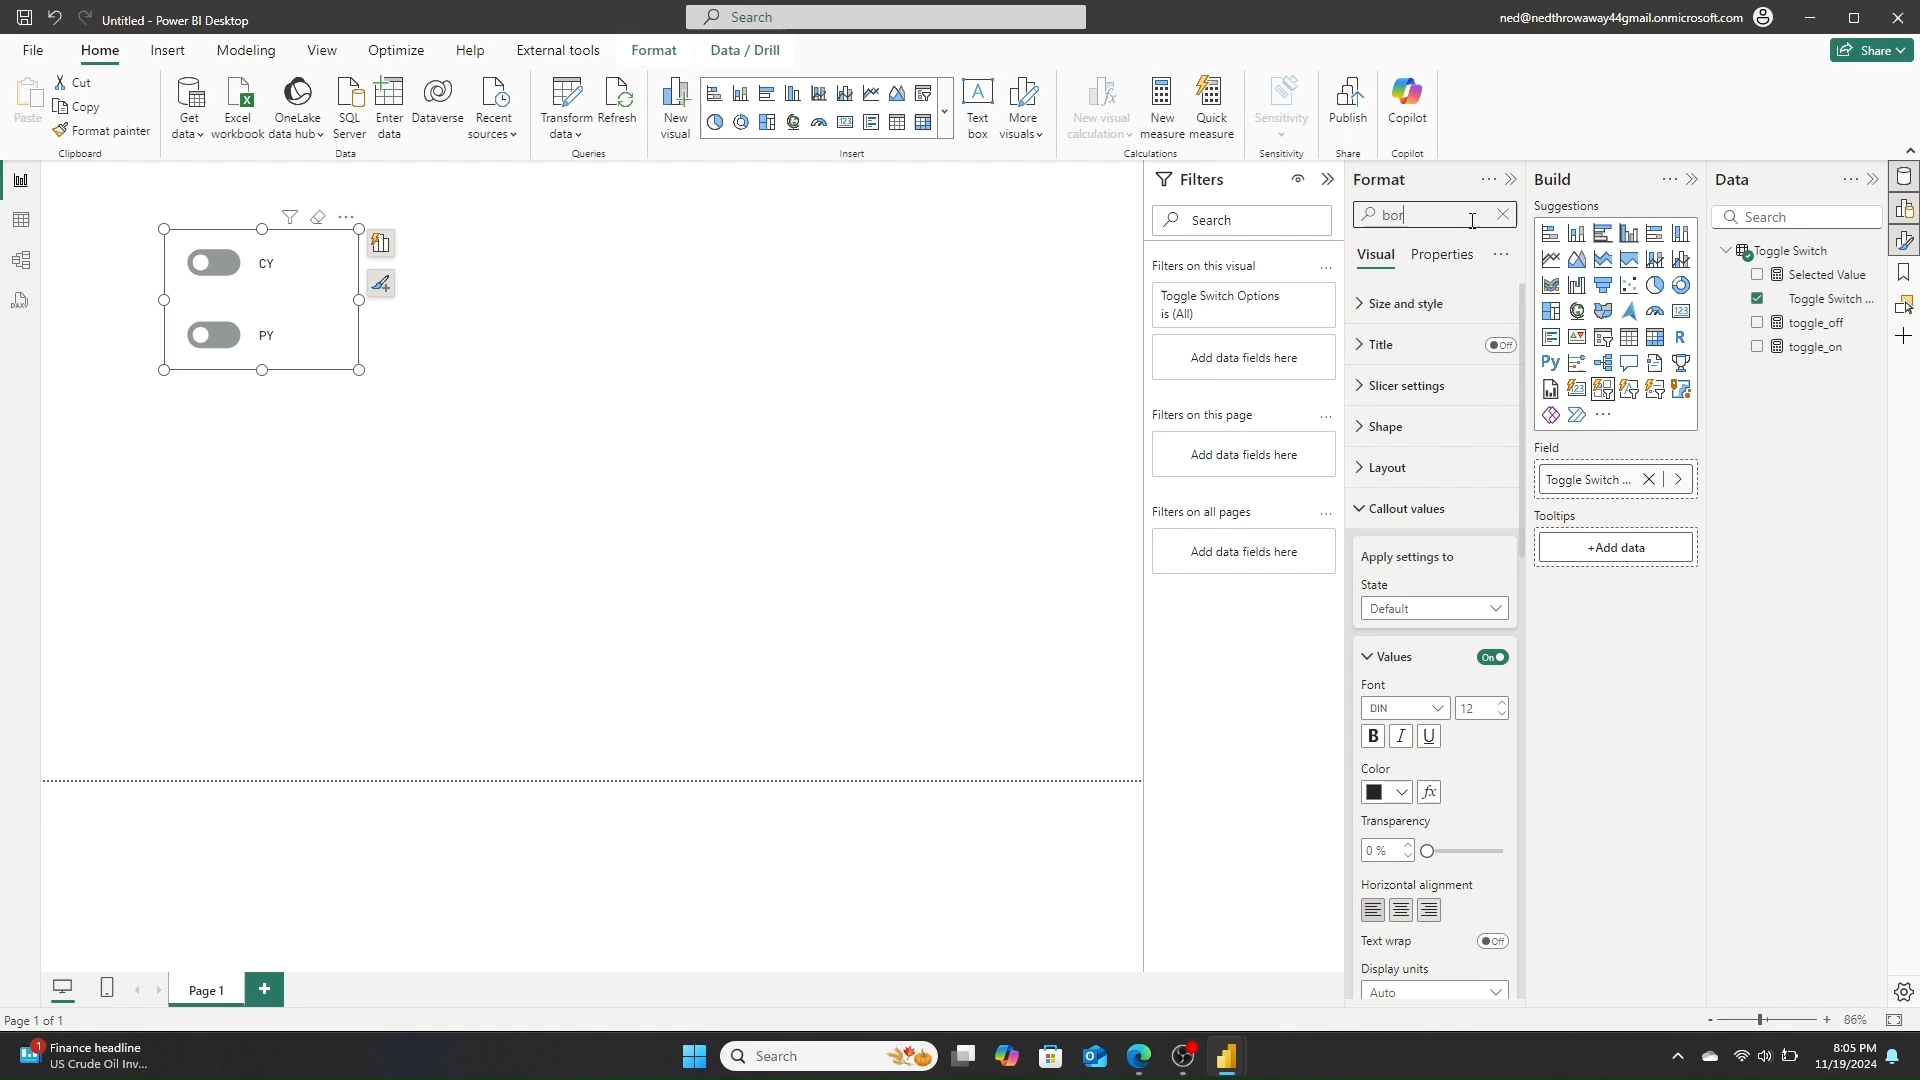 Untitled - Power BI Desktop
Search
ned@nedthrowaway44gmail.onmicrosoft.com
File
Home
Insert
Modeling
View
Optimize
Help
External tools
Format
Data / Drill
Share
Paste
Cut
Copy
Format painter
Clipboard
Get data
Excel workbook
OneLake data hub
SQL Server
Enter data
Dataverse
Recent sources
Data
Transform data
Refresh
Queries
New visual
Text box
More visuals
Insert
New visual calculation
New measure
Quick measure
Calculations
Sensitivity
Sensitivity
Publish
Share
Copilot
Copilot
DAX
CY
PY
Filters
Search
Filters on this visual
Toggle Switch Options
is (All)
Add data fields here
Filters on this page
Add data fields here
Filters on all pages
Add data fields here
Format
bor
Visual
Properties
Size and style
Title
Off
Slicer settings
Shape
Layout
Callout values
Apply settings to
State
Default
Values
On
Font
DIN
12
B
I
U
Color
fx
Transparency
0 %
Horizontal alignment
Text wrap
Off
Display units
Auto
Build
Suggestions
R
Py
123
Field
Toggle Switch ...
Tooltips
+Add data
Data
Search
Toggle Switch
Selected Value
Toggle Switch ...
toggle_off
toggle_on
Page 1
Page 1 of 1
86%
1
Finance headline
US Crude Oil Inv...
Search
8:05 PM
11/19/2024